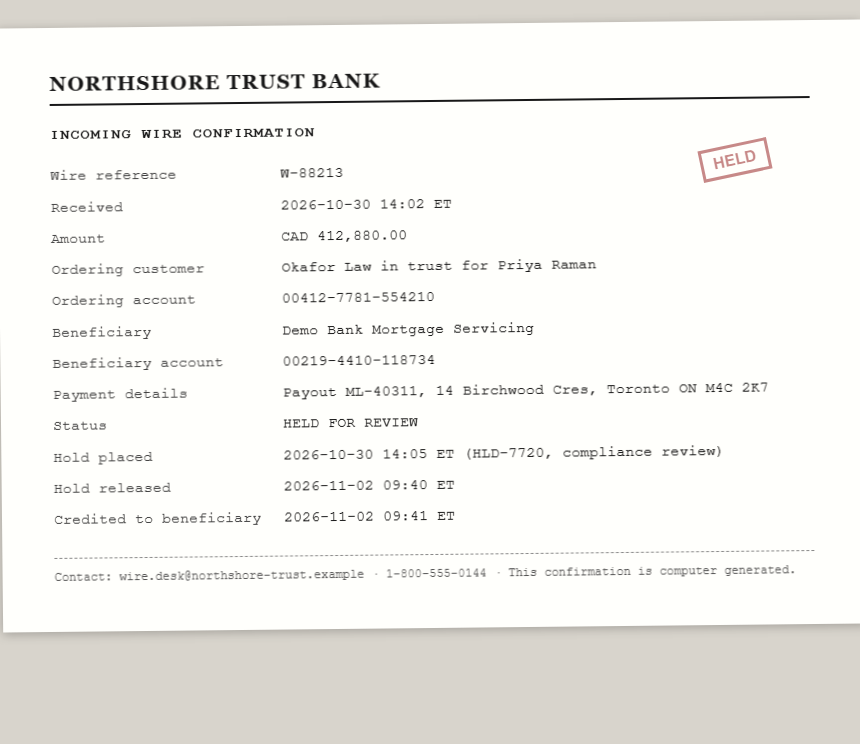 NORTHSHORE TRUST BANK
INCOMING WIRE CONFIRMATION
HELD
Wire reference W-88213
Received 2026-10-30 14:02 ET
Amount CAD 412,880.00
Ordering customer Okafor Law in trust for Priya Raman
Ordering account 00412-7781-554210
Beneficiary Demo Bank Mortgage Servicing
Beneficiary account 00219-4410-118734
Payment details Payout ML-40311, 14 Birchwood Cres, Toronto ON M4C 2K7
Status HELD FOR REVIEW
Hold placed 2026-10-30 14:05 ET (HLD-7720, compliance review)
Hold released 2026-11-02 09:40 ET
Credited to beneficiary 2026-11-02 09:41 ET
Contact: wire.desk@northshore-trust.example · 1-800-555-0144 · This confirmation is computer generated.